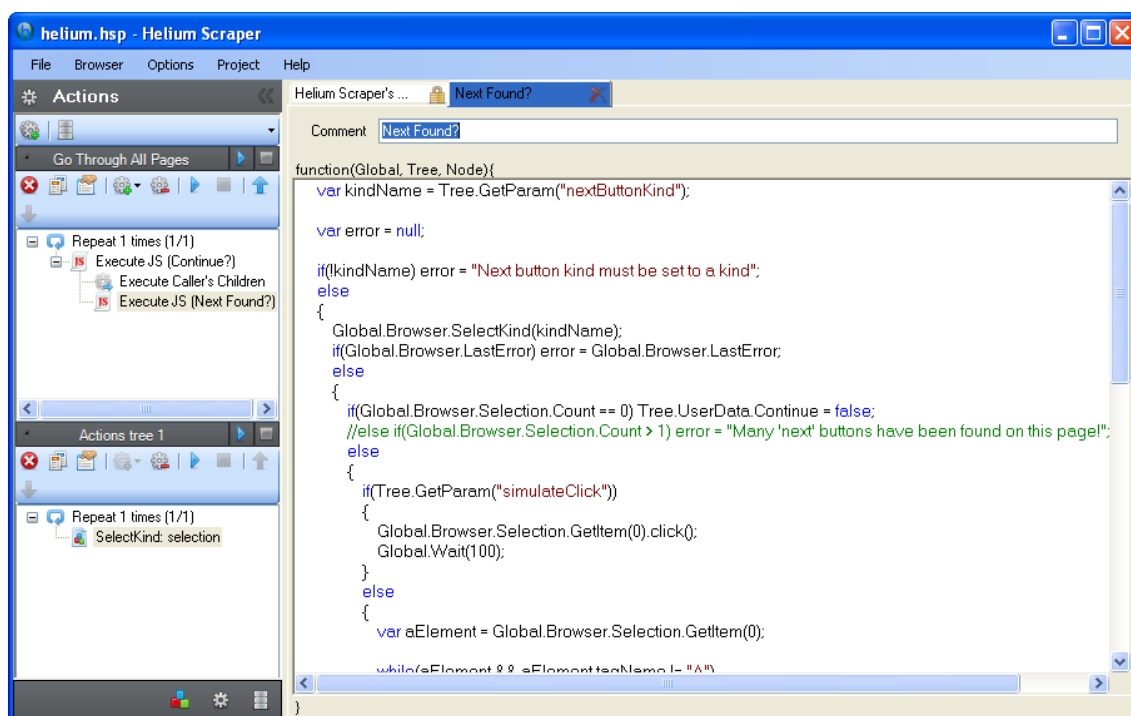 helium.hsp - Helium Scraper
File Browser Options Project Help
Actions
Go Through All Pages
Repeat 1 times (1/1)
JS Execute JS (Continue?)
Execute Caller's Children
JS Execute JS (Next Found?)
Actions tree 1
Repeat 1 times (1/1)
SelectKind: selection
Helium Scraper's ... Next Found?
Comment Next Found?
function(Global, Tree, Node){
var kindName = Tree.GetParam("nextButtonKind");
var error = null;
if(!kindName) error = "Next button kind must be set to a kind";
else
{
Global.Browser.SelectKind(kindName);
if(Global.Browser.LastError) error = Global.Browser.LastError;
else
{
if(Global.Browser.Selection.Count == 0) Tree.UserData.Continue = false;
//else if(Global.Browser.Selection.Count > 1) error = "Many 'next' buttons have been found on this page!";
else
{
if(Tree.GetParam("simulateClick"))
{
Global.Browser.Selection.GetItem(0).click();
Global.Wait(100);
}
else
{
var aElement = Global.Browser.Selection.GetItem(0);
while(aElement && aElement.tagName != "A")
}